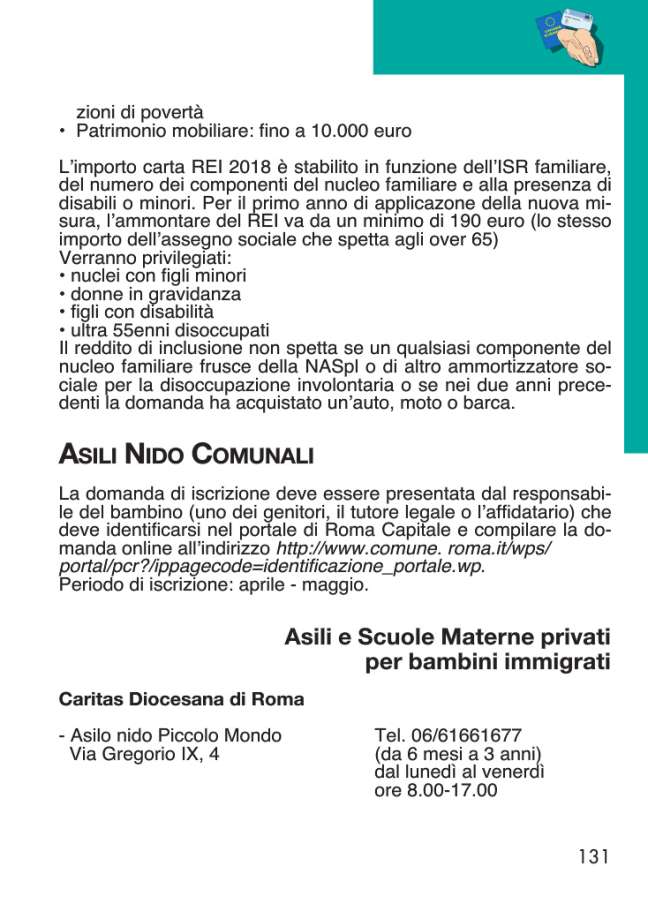 zioni di povertà
• Patrimonio mobiliare: fino a 10.000 euro
L’importo carta REI 2018 è stabilito in funzione dell’ISR familiare,
del numero dei componenti del nucleo familiare e alla presenza di
disabili o minori. Per il primo anno di applicazone della nuova mi-
sura, l’ammontare del REI va da un minimo di 190 euro (lo stesso
importo dell’assegno sociale che spetta agli over 65)
Verranno privilegiati:
• nuclei con figli minori
• donne in gravidanza
• figli con disabilità
• ultra 55enni disoccupati
Il reddito di inclusione non spetta se un qualsiasi componente del
nucleo familiare frusce della NASpl o di altro ammortizzatore so-
ciale per la disoccupazione involontaria o se nei due anni prece-
denti la domanda ha acquistato un’auto, moto o barca.
ASILI NIDO COMUNALI
La domanda di iscrizione deve essere presentata dal responsabi-
le del bambino (uno dei genitori, il tutore legale o l’affidatario) che
deve identificarsi nel portale di Roma Capitale e compilare la do-
manda online all’indirizzo http://www.comune. roma.it/wps/
portal/pcr?/ippagecode=identificazione_portale.wp.
Periodo di iscrizione: aprile - maggio.
Asili e Scuole Materne privati
per bambini immigrati
Caritas Diocesana di Roma
- Asilo nido Piccolo Mondo Tel. 06/61661677
Via Gregorio IX, 4 (da 6 mesi a 3 anni)
dal lunedì al venerdì
ore 8.00-17.00
131